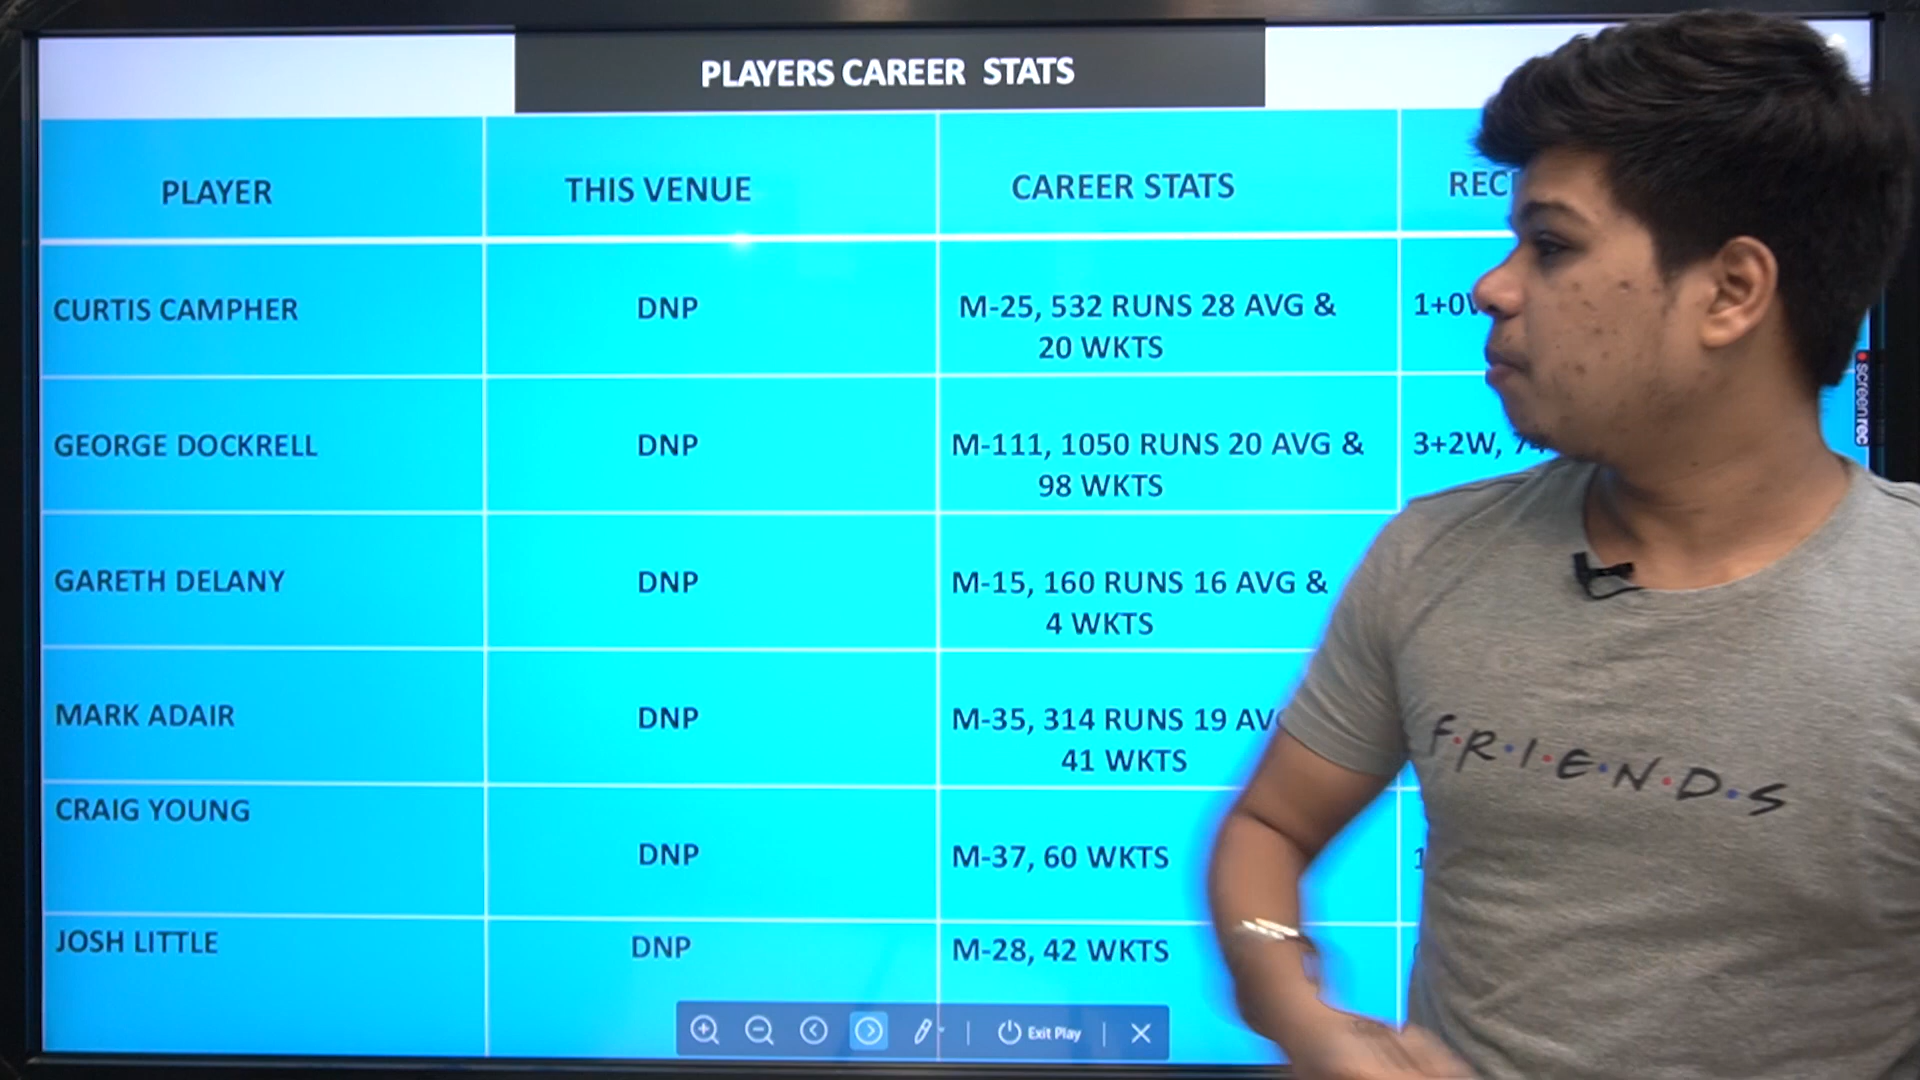 PLAYERS CAREER STATS
PLAYER THIS VENUE CAREER STATS
CURTIS CAMPHER DNP M-25, 532 RUNS 28 AVG &
20 WKTS
GEORGE DOCKRELL DNP M-111, 1050 RUNS 20 AVG & 3+2W,
98 WKTS
GARETH DELANY DNP M-15, 160 RUNS 16 AVG &
4 WKTS
MARK ADAIR DNP M-35, 314 RUNS 19
41 WKTS
CRAIG YOUNG DNP M-37, 60 WKTS
JOSH LITTLE DNP M-28, 42 WKTS
Exit Play
screenrec
F.R.I.E.N.D.S